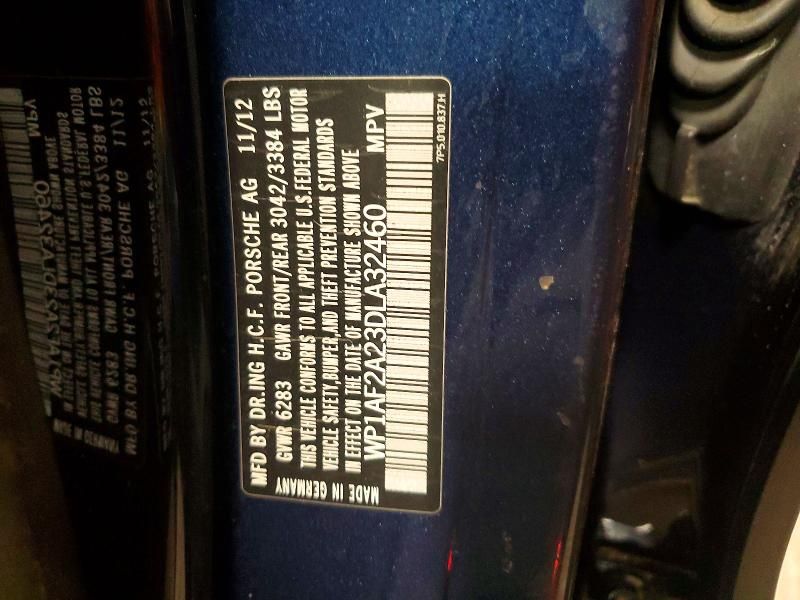 MFD BY DR.ING H.C.F. PORSCHE AG 11/12
GVWR 6283 GAWR FRONT/REAR 3042/3384 LBS
THIS VEHICLE CONFORMS TO ALL APPLICABLE U.S.FEDERAL MOTOR
VEHICLE SAFETY,BUMPER,AND THEFT PREVENTION STANDARDS
IN EFFECT ON THE DATE OF MANUFACTURE SHOWN ABOVE
WP1AF2A23DLA32460 MPV
MADE IN GERMANY
7P5.010.837.H